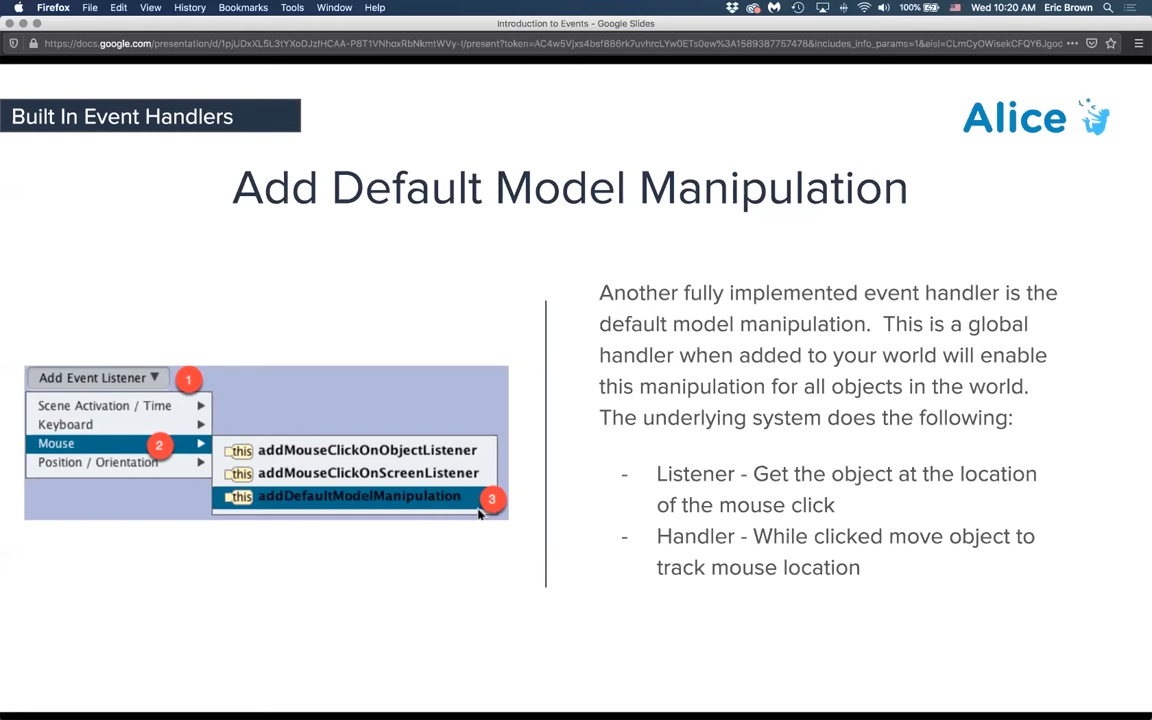 Firefox File Edit View History Bookmarks Tools Window Help 100% Wed 10:20 AM Eric Brown
Introduction to Events - Google Slides
Built In Event Handlers
Alice
Add Default Model Manipulation
Add Event Listener
1
Scene Activation / Time
Keyboard
Mouse
2
Position / Orientation
this addMouseClickOnObjectListener
this addMouseClickOnScreenListener
this addDefaultModelManipulation
3
Another fully implemented event handler is the
default model manipulation. This is a global
handler when added to your world will enable
this manipulation for all objects in the world.
The underlying system does the following:
- Listener - Get the object at the location
of the mouse click
- Handler - While clicked move object to
track mouse location